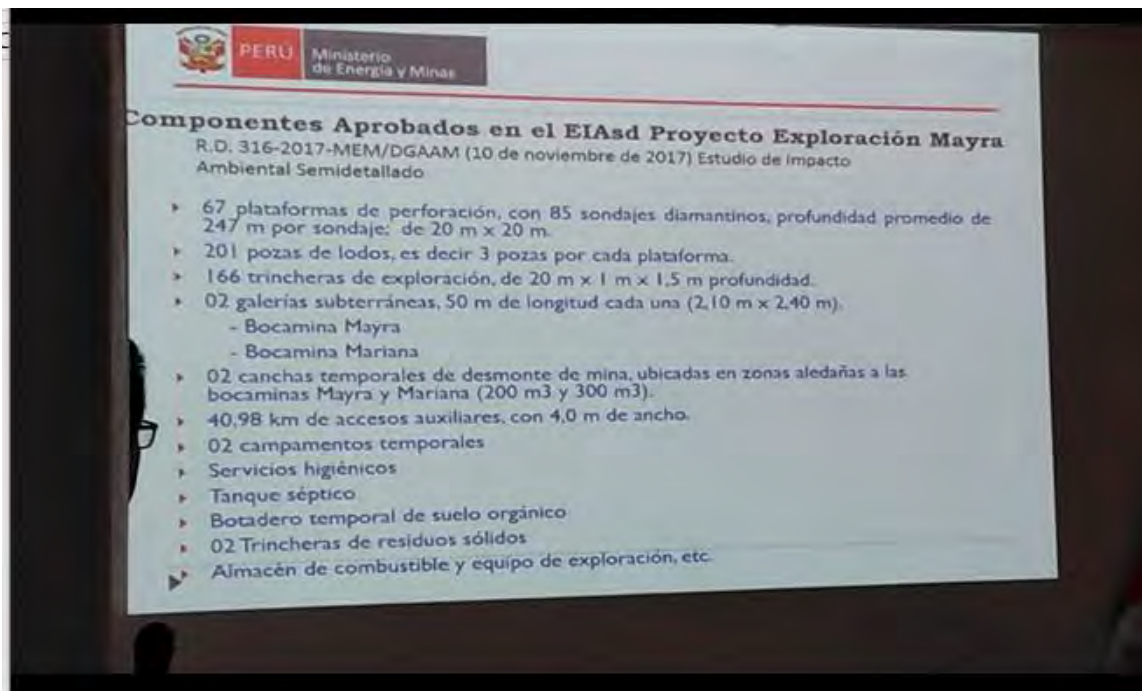 PERÚ
Ministerio
de Energía y Minas
Componentes Aprobados en el EIAsd Proyecto Exploración Mayra
R.D. 316-2017-MEM/DGAAM (10 de noviembre de 2017) Estudio de Impacto
Ambiental Semidetallado
67 plataformas de perforación, con 85 sondajes diamantinos, profundidad promedio de
247 m por sondaje; de 20 m x 20 m.
201 pozas de lodos, es decir 3 pozas por cada plataforma.
166 trincheras de exploración, de 20 m x 1 m x 1,5 m profundidad.
02 galerías subterráneas, 50 m de longitud cada una (2,10 m x 2,40 m).
- Bocamina Mayra
- Bocamina Mariana
02 canchas temporales de desmonte de mina, ubicadas en zonas aledañas a las
bocaminas Mayra y Mariana (200 m3 y 300 m3).
40,98 km de accesos auxiliares, con 4,0 m de ancho.
02 campamentos temporales
Servicios higiénicos
Tanque séptico
Botadero temporal de suelo orgánico
02 Trincheras de residuos sólidos
Almacén de combustible y equipo de exploración, etc.